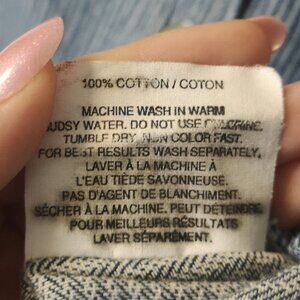 100% COTTON / COTON
MACHINE WASH IN WARM
SUDSY WATER. DO NOT USE CHLORINE.
TUMBLE DRY. NON COLOR FAST.
FOR BEST RESULTS WASH SEPARATELY,
LAVER À LA MACHINE À
L'EAU TIÈDE SAVONNEUSE.
PAS D'AGENT DE BLANCHIMENT.
SÉCHER À LA MACHINE. PEUT DÉTEINDRE
POUR MEILLEURS RÉSULTATS
LAVER SÉPARÉMENT.